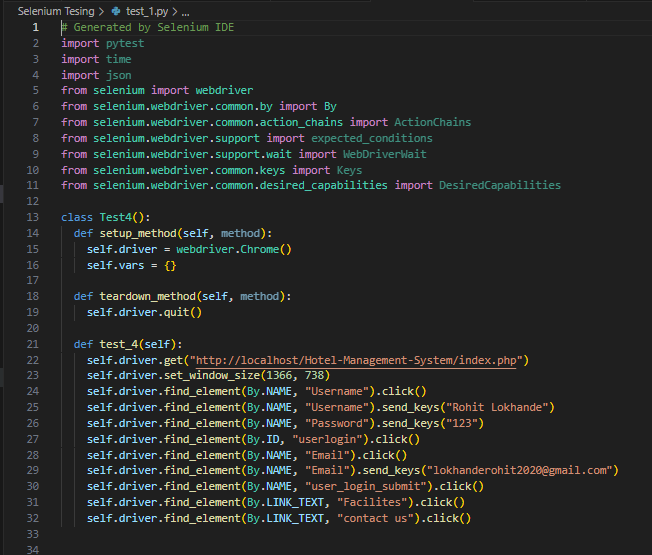 Selenium Tesing > test_1.py > ...
1 # Generated by Selenium IDE
2 import pytest
3 import time
4 import json
5 from selenium import webdriver
6 from selenium.webdriver.common.by import By
7 from selenium.webdriver.common.action_chains import ActionChains
8 from selenium.webdriver.support import expected_conditions
9 from selenium.webdriver.support.wait import WebDriverWait
10 from selenium.webdriver.common.keys import Keys
11 from selenium.webdriver.common.desired_capabilities import DesiredCapabilities
12
13 class Test4():
14   def setup_method(self, method):
15     self.driver = webdriver.Chrome()
16     self.vars = {}
17
18   def teardown_method(self, method):
19     self.driver.quit()
20
21   def test_4(self):
22     self.driver.get("http://localhost/Hotel-Management-System/index.php")
23     self.driver.set_window_size(1366, 738)
24     self.driver.find_element(By.NAME, "Username").click()
25     self.driver.find_element(By.NAME, "Username").send_keys("Rohit Lokhande")
26     self.driver.find_element(By.NAME, "Password").send_keys("123")
27     self.driver.find_element(By.ID, "userlogin").click()
28     self.driver.find_element(By.NAME, "Email").click()
29     self.driver.find_element(By.NAME, "Email").send_keys("lokhanderohit2020@gmail.com")
30     self.driver.find_element(By.NAME, "user_login_submit").click()
31     self.driver.find_element(By.LINK_TEXT, "Facilites").click()
32     self.driver.find_element(By.LINK_TEXT, "contact us").click()
33
34